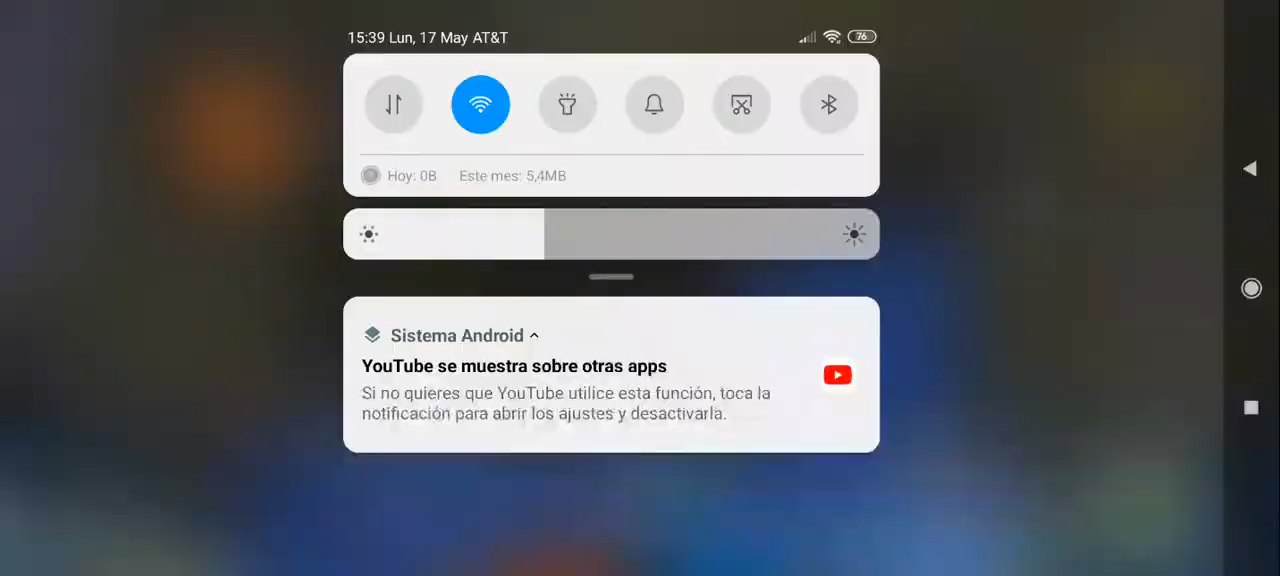 15:39 Lun, 17 May AT&T
76
Hoy: 0B Este mes: 5,4MB
Sistema Android
YouTube se muestra sobre otras apps
Si no quieres que YouTube utilice esta función, toca la
notificación para abrir los ajustes y desactivarla.